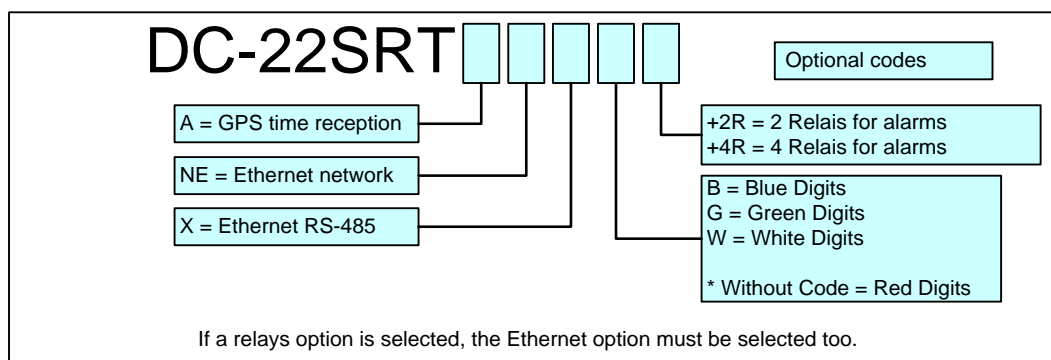 DC-22SRT
Optional codes
A = GPS time reception
NE = Ethernet network
X = Ethernet RS-485
+2R = 2 Relais for alarms
+4R = 4 Relais for alarms
B = Blue Digits
G = Green Digits
W = White Digits
* Without Code = Red Digits
If a relays option is selected, the Ethernet option must be selected too.